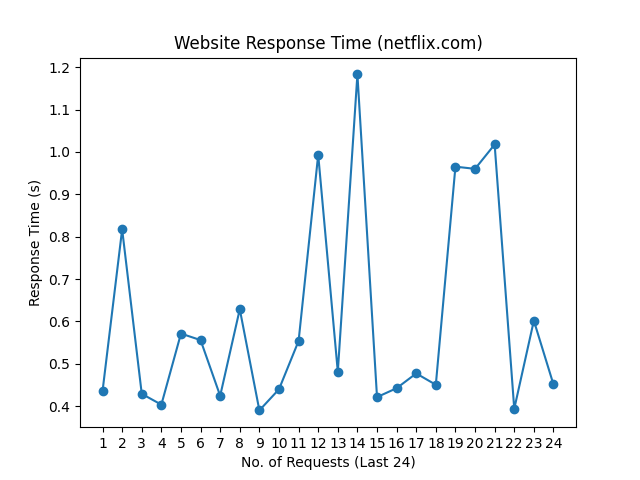 Website Response Time (netflix.com)
1.2
1.1
1.0
0.9
0.8
0.7
0.6
0.5
0.4
Response Time (s)
1 2 3 4 5 6 7 8 9 10 11 12 13 14 15 16 17 18 19 20 21 22 23 24
No. of Requests (Last 24)